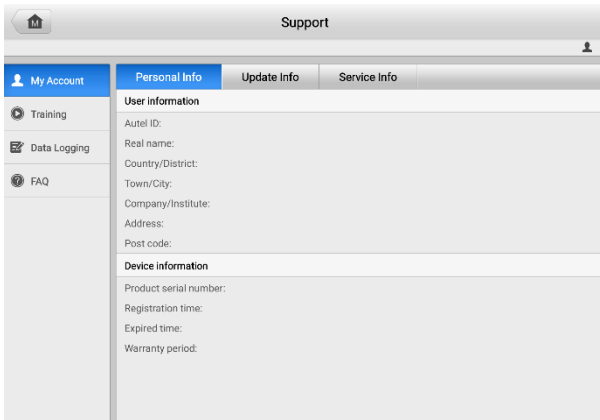 M
Support
My Account
Training
Data Logging
FAQ
Personal Info
Update Info
Service Info
User information
Autel ID:
Real name:
Country/District:
Town/City:
Company/Institute:
Address:
Post code:
Device information
Product serial number:
Registration time:
Expired time:
Warranty period: